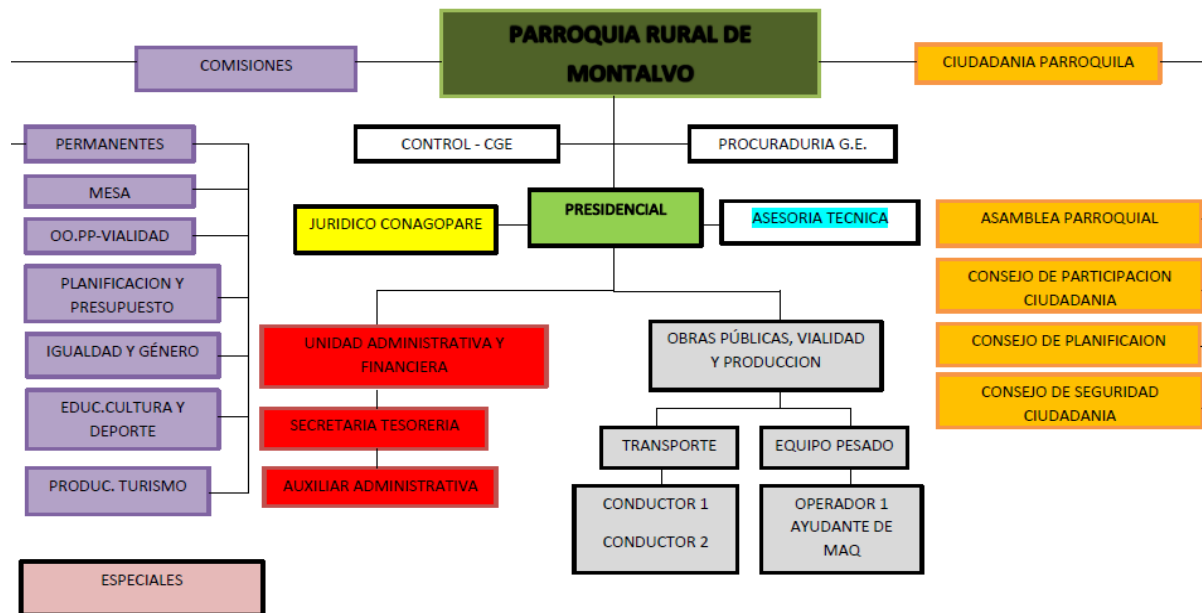 PARROQUIA RURAL DE
MONTALVO
COMISIONES
CIUDADANIA PARROQUILA
CONTROL - CGE
PROCURADURIA G.E.
PERMANENTES
MESA
OO.PP-VIALIDAD
PLANIFICACION Y
PRESUPUESTO
IGUALDAD Y GÉNERO
EDUC.CULTURA Y
DEPORTE
PRODUC. TURISMO
ESPECIALES
JURIDICO CONAGOPARE
PRESIDENCIAL
ASESORIA TECNICA
UNIDAD ADMINISTRATIVA Y
FINANCIERA
SECRETARIA TESORERIA
AUXILIAR ADMINISTRATIVA
OBRAS PÚBLICAS, VIALIDAD
Y PRODUCCION
TRANSPORTE
EQUIPO PESADO
CONDUCTOR 1
CONDUCTOR 2
OPERADOR 1
AYUDANTE DE
MAQ
ASAMBLEA PARROQUIAL
CONSEJO DE PARTICIPACION
CIUDADANIA
CONSEJO DE PLANIFICAION
CONSEJO DE SEGURIDAD
CIUDADANIA